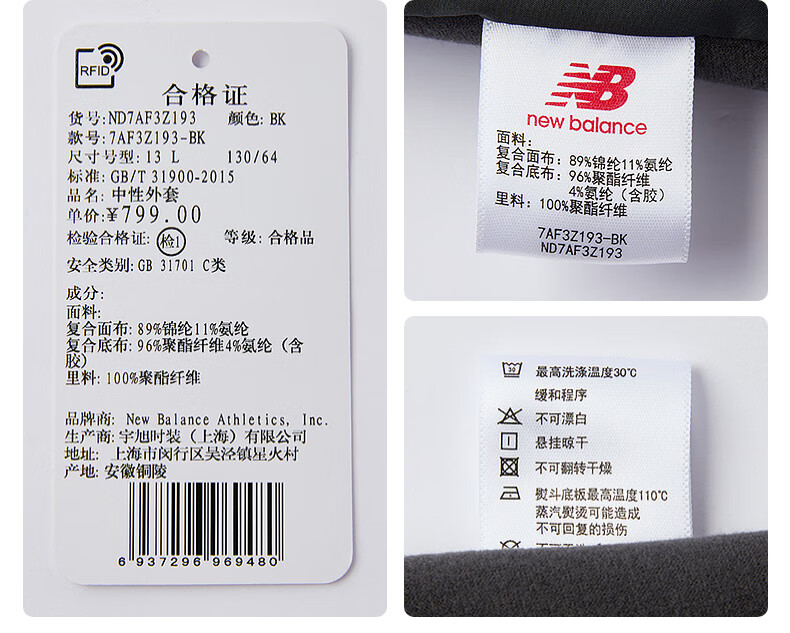 RFID
合格证
货号: ND7AF3Z193 颜色: BK
款号: 7AF3Z193-BK
尺寸号型: 13 L 130/64
标准: GB/T 31900-2015
品名: 中性外套
单价: ¥799.00
检验合格证: 检1 等级: 合格品
安全类别: GB 31701 C类
成分:
面料:
复合面布: 89%锦纶11%氨纶
复合底布: 96%聚酯纤维4%氨纶（含
胶）
里料: 100%聚酯纤维
品牌商: New Balance Athletics, Inc.
生产商: 宇旭时装（上海）有限公司
地址: 上海市闵行区吴泾镇星火村
产地: 安徽铜陵
6 937296 969480
NB
new balance
面料:
复合面布: 89%锦纶11%氨纶
复合底布: 96%聚酯纤维
4%氨纶（含胶）
里料: 100%聚酯纤维
7AF3Z193-BK
ND7AF3Z193
30
最高洗涤温度30℃
缓和程序
不可漂白
悬挂晾干
不可翻转干燥
熨斗底板最高温度110℃
蒸汽熨烫可能造成
不可回复的损伤